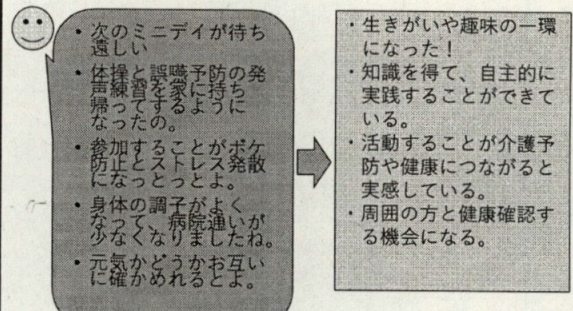 ・次のミニデイが待ち
遠しい
・体操と誤嚥予防の発
声練習を家に持ち
帰ってするように
なったの。
・参加することがボケ
防止とストレス発散
になっとっとよ。
・身体の調子がよく
なって、病院通いが
少なくなりましたね。
・元気かどうかお互い
に確かめれるとよ。
・生きがいや趣味の一環
になった！
・知識を得て、自主的に
実践することができて
いる。
・活動することが介護予
防や健康につながると
実感している。
・周囲の方と健康確認す
る機会になる。